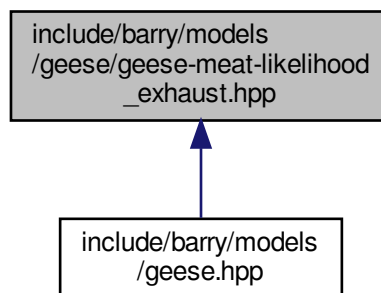 include/barry/models
/geese/geese-meat-likelihood
_exhaust.hpp
include/barry/models
/geese.hpp